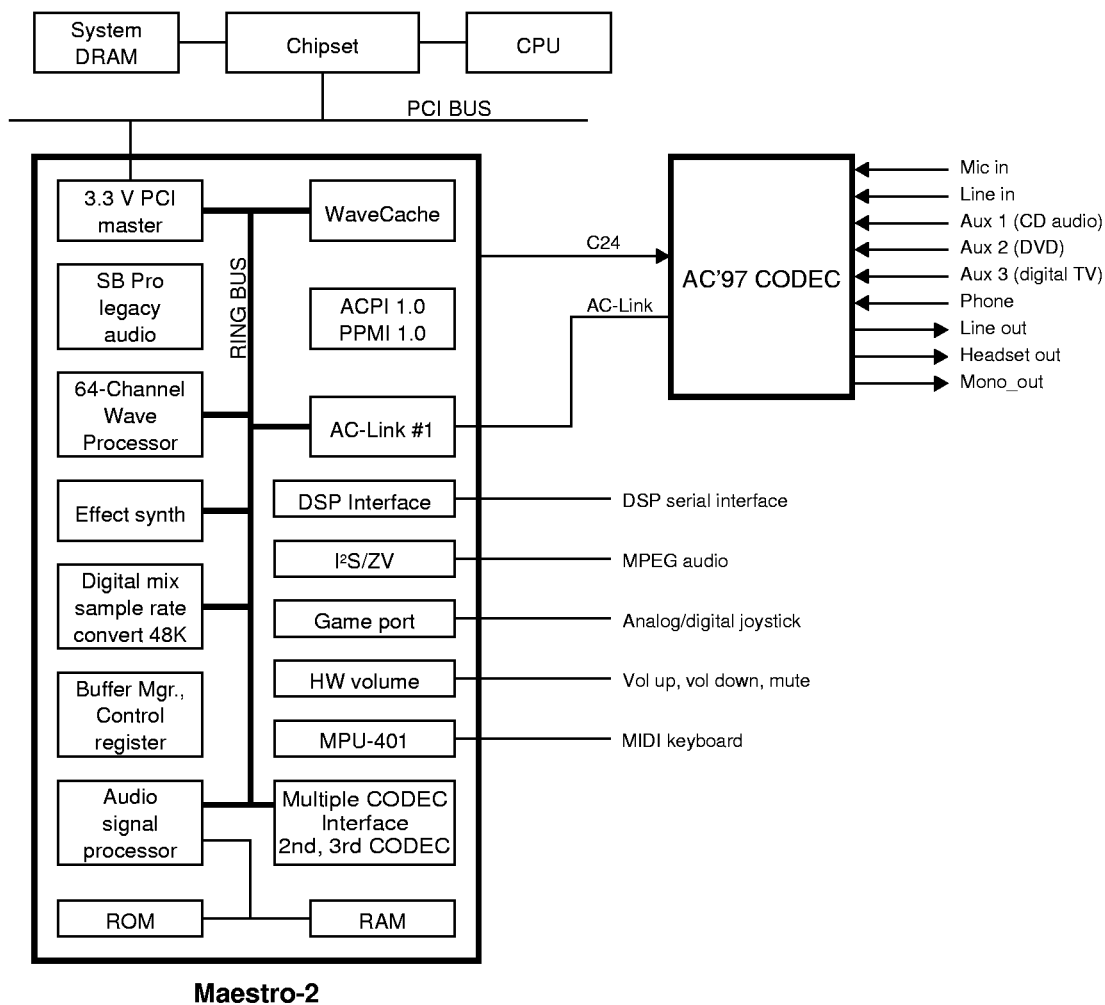 System
DRAM
Chipset
CPU
PCI BUS
3.3 V PCI
master
WaveCache
SB Pro
legacy
audio
RING BUS
ACPI 1.0
PPMI 1.0
64-Channel
Wave
Processor
AC-Link #1
Effect synth
DSP Interface
DSP serial interface
I²S/ZV
MPEG audio
Digital mix
sample rate
convert 48K
Game port
Analog/digital joystick
HW volume
Vol up, vol down, mute
Buffer Mgr.,
Control
register
MPU-401
MIDI keyboard
Audio
signal
processor
Multiple CODEC
Interface
2nd, 3rd CODEC
ROM
RAM
Maestro-2
C24
AC-Link
AC'97 CODEC
Mic in
Line in
Aux 1 (CD audio)
Aux 2 (DVD)
Aux 3 (digital TV)
Phone
Line out
Headset out
Mono_out